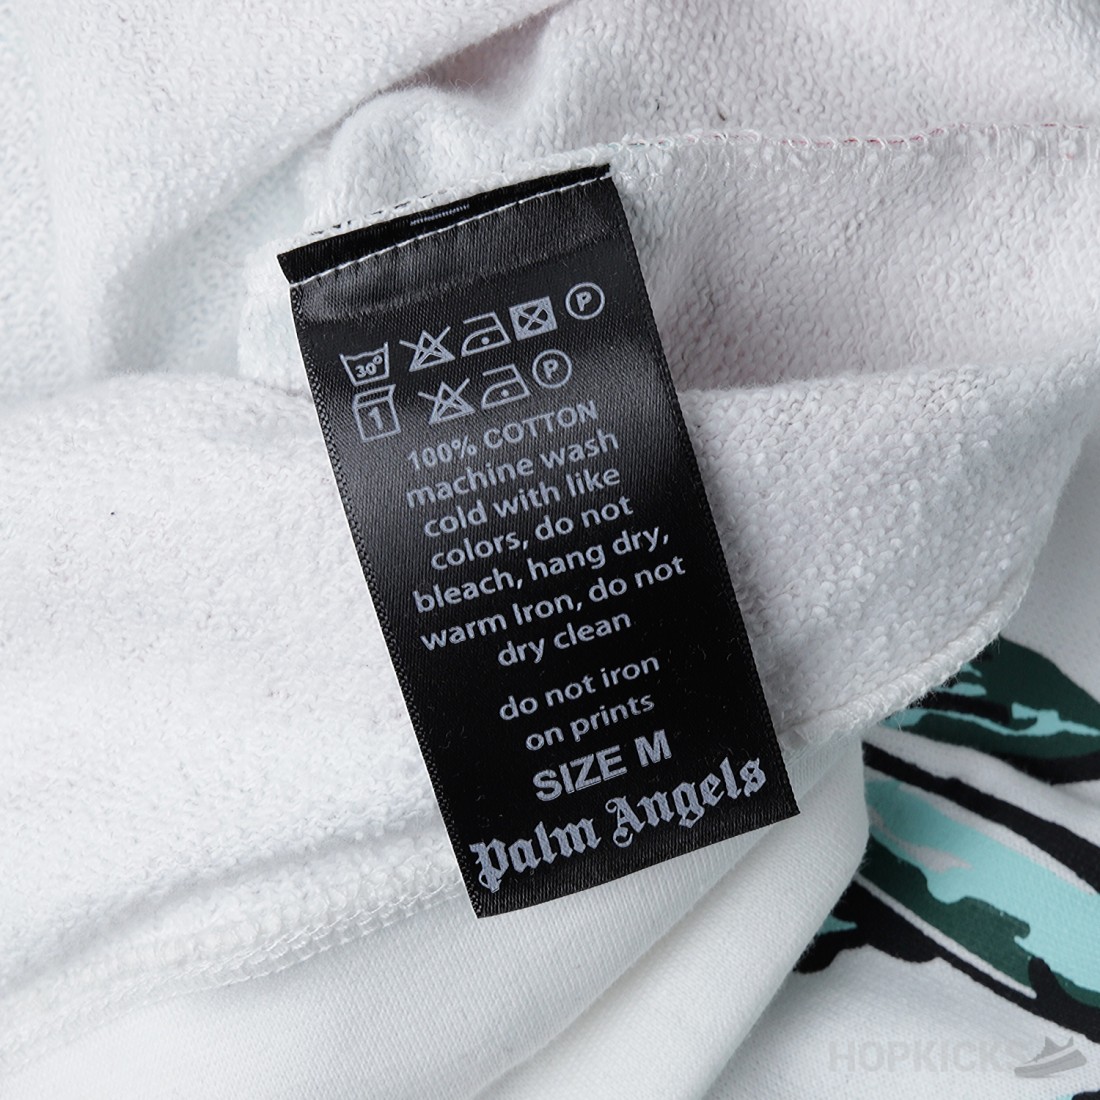 30°
P
1
P
100% COTTON
machine wash
cold with like
colors, do not
bleach, hang dry,
warm Iron, do not
dry clean
do not iron
on prints
SIZE M
Palm Angels
HOPKICKS